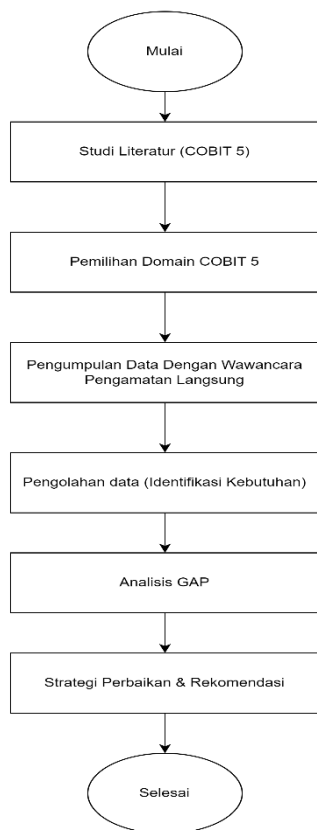 Mulai
Studi Literatur (COBIT 5)
Pemilihan Domain COBIT 5
Pengumpulan Data Dengan Wawancara
Pengamatan Langsung
Pengolahan data (Identifikasi Kebutuhan)
Analisis GAP
Strategi Perbaikan & Rekomendasi
Selesai